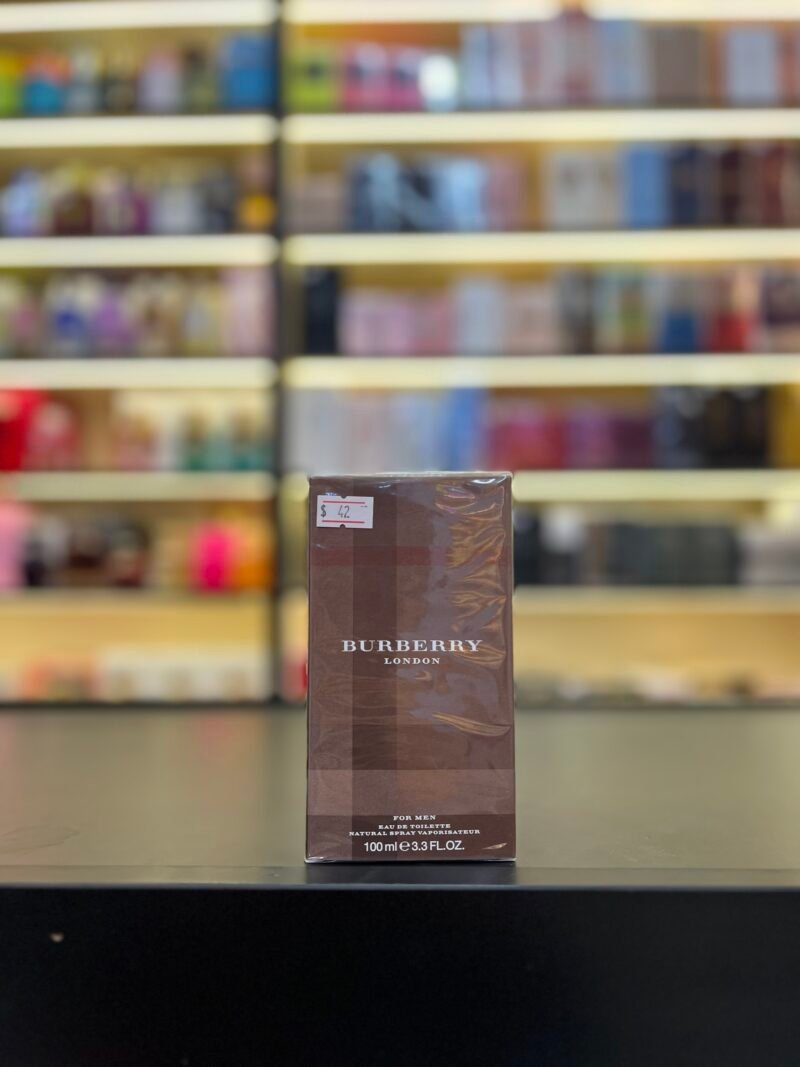 $ 42
BURBERRY
LONDON
FOR MEN
EAU DE TOILETTE
NATURAL SPRAY VAPORISATEUR
100 ml ℮ 3.3 FL.OZ.